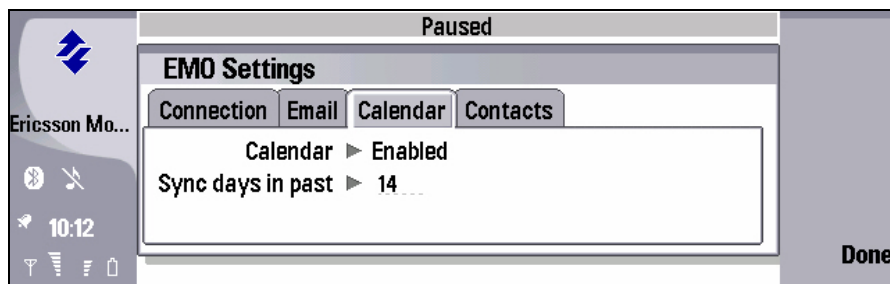 Paused
EMO Settings
Connection Email Calendar Contacts
Ericsson Mo...
Calendar Enabled
Sync days in past 14
10:12
Done